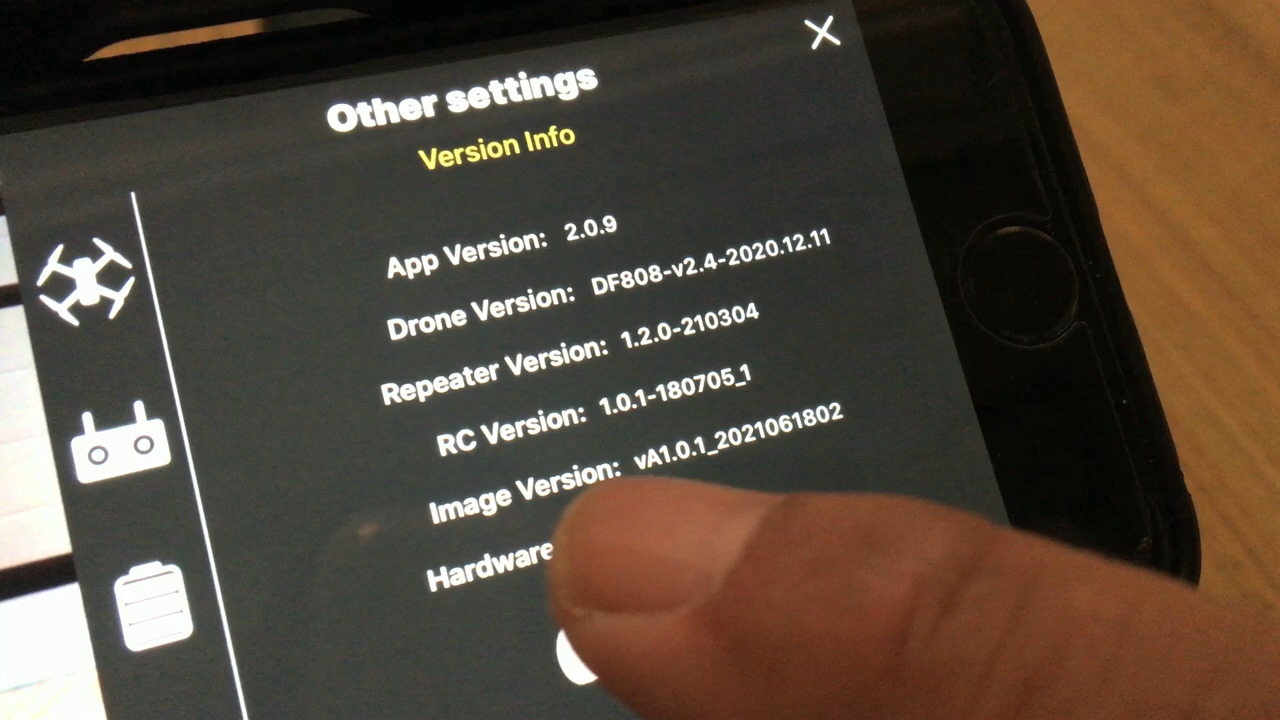 Other settings
Version Info
App Version: 2.0.9
Drone Version: DF808-v2.4-2020.12.11
Repeater Version: 1.2.0-210304
RC Version: 1.0.1-180705_1
Image Version: vA1.0.1_2021061802
Hardware